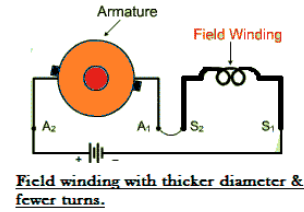 Armature
Field Winding
A2 A1 S2 S1
+ −
Field winding with thicker diameter &
fewer turns.